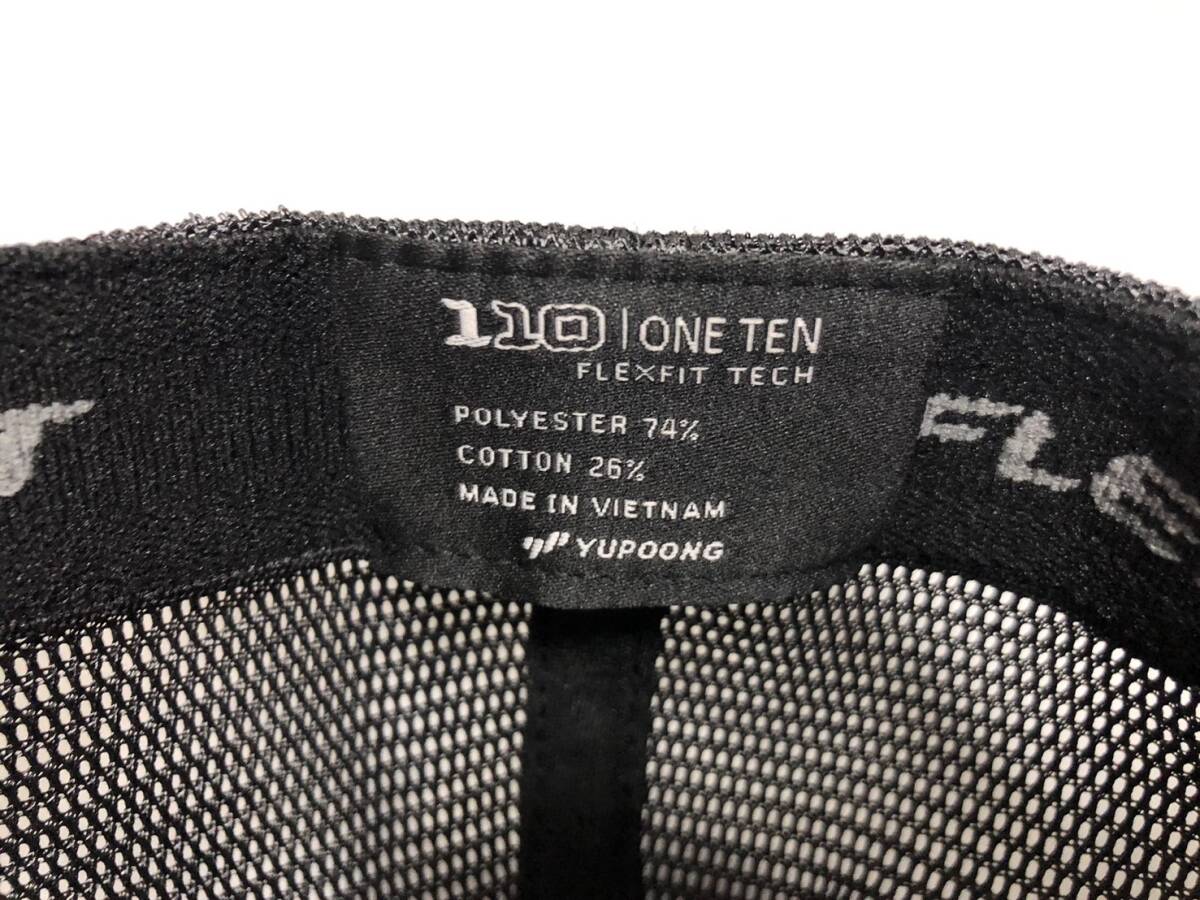 110 | ONE TEN
FLEXFIT TECH
POLYESTER 74%
COTTON 26%
MADE IN VIETNAM
YUPOONG